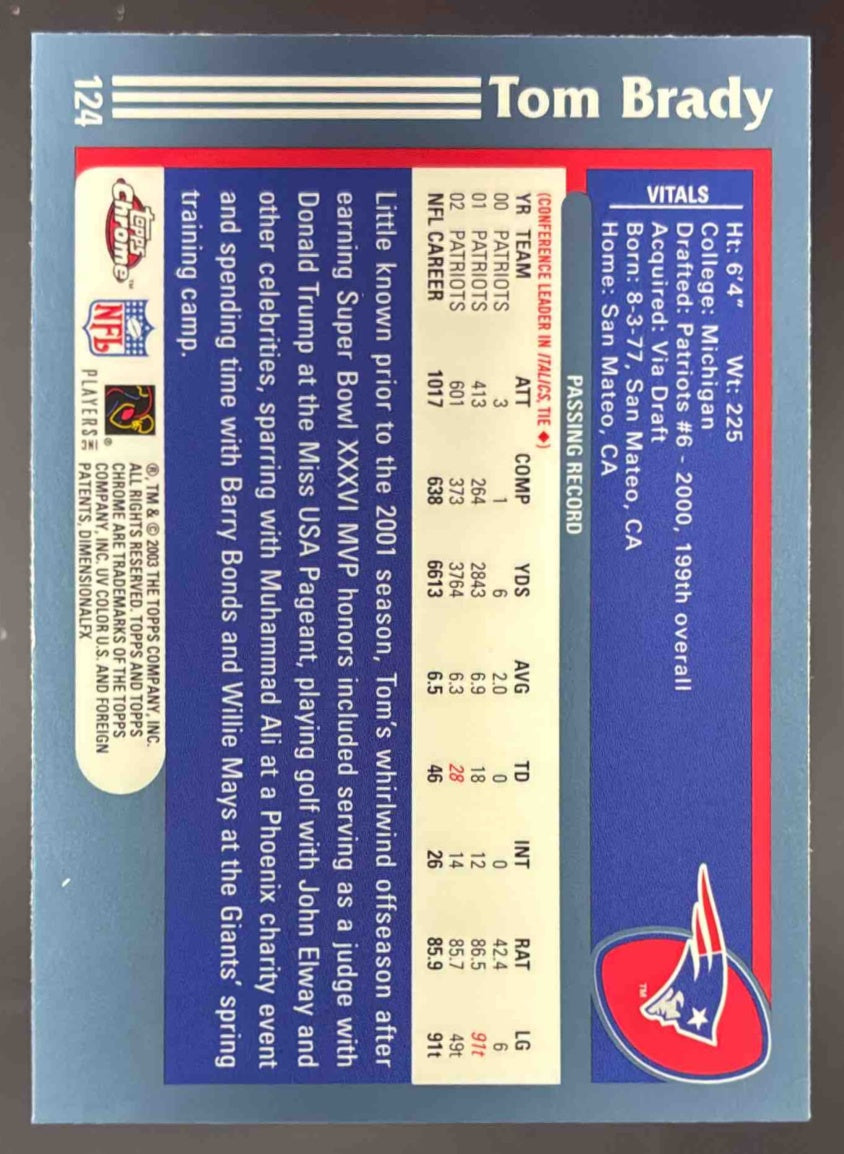 Tom Brady
124
VITALS
Ht: 6'4" Wt: 225
College: Michigan
Drafted: Patriots #6 - 2000, 199th overall
Acquired: Via Draft
Born: 8-3-77, San Mateo, CA
Home: San Mateo, CA
PASSING RECORD
(CONFERENCE LEADER IN ITALICS, TIE ♦)
YR TEAM ATT COMP YDS AVG TD INT RAT LG
00 PATRIOTS 3 1 6 2.0 0 0 42.4 6
01 PATRIOTS 413 264 2843 6.9 18 12 86.5 91t
02 PATRIOTS 601 373 3764 6.3 28 14 85.7 49t
NFL CAREER 1017 638 6613 6.5 46 26 85.9 91t
Little known prior to the 2001 season, Tom's whirlwind offseason after
earning Super Bowl XXXVI MVP honors included serving as a judge with
Donald Trump at the Miss USA Pageant, playing golf with John Elway and
other celebrities, sparring with Muhammad Ali at a Phoenix charity event
and spending time with Barry Bonds and Willie Mays at the Giants' spring
training camp.
topps
Chrome™
NFL
PLAYERS
®, TM & © 2003 THE TOPPS COMPANY, INC.
ALL RIGHTS RESERVED. TOPPS AND TOPPS
CHROME ARE TRADEMARKS OF THE TOPPS
COMPANY, INC. UV COLOR U.S. AND FOREIGN
PATENTS, DIMENSIONALFX
TM